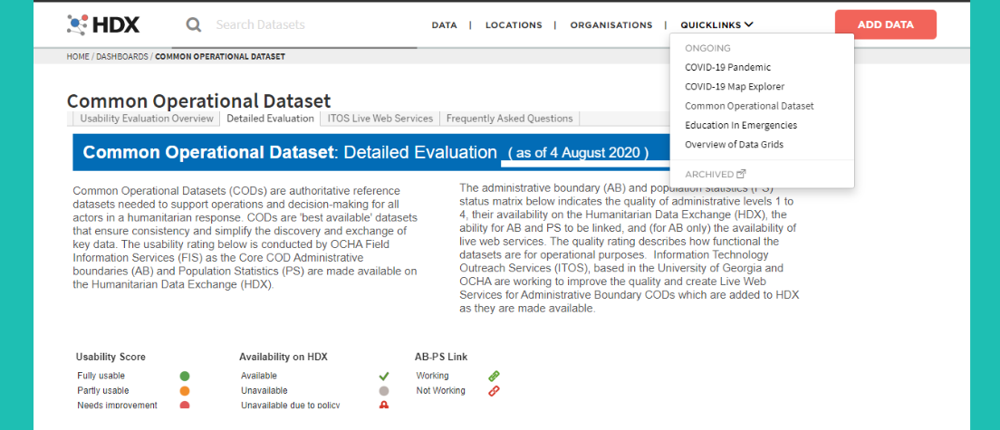 HDX
Search Datasets
DATA | LOCATIONS | ORGANISATIONS | QUICKLINKS
ADD DATA
HOME / DASHBOARDS / COMMON OPERATIONAL DATASET
ONGOING
COVID-19 Pandemic
COVID-19 Map Explorer
Common Operational Dataset
Education in Emergencies
Overview of Data Grids
ARCHIVED
Common Operational Dataset
Usability Evaluation Overview
Detailed Evaluation
ITOS Live Web Services
Frequently Asked Questions
Common Operational Dataset: Detailed Evaluation ( as of 4 August 2020 )
Common Operational Datasets (CODs) are authoritative reference
datasets needed to support operations and decision-making for all
actors in a humanitarian response. CODs are 'best available' datasets
that ensure consistency and simplify the discovery and exchange of
key data. The usability rating below is conducted by OCHA Field
Information Services (FIS) as the Core COD Administrative
boundaries (AB) and Population Statistics (PS) are made available on
the Humanitarian Data Exchange (HDX).
The administrative boundary (AB) and population statistics (PS)
status matrix below indicates the quality of administrative levels 1 to
4, their availability on the Humanitarian Data Exchange (HDX), the
ability for AB and PS to be linked, and (for AB only) the availability of
live web services. The quality rating describes how functional the
datasets are for operational purposes. Information Technology
Outreach Services (ITOS), based in the University of Georgia and
OCHA are working to improve the quality and create Live Web
Services for Administrative Boundary CODs which are added to HDX
as they are made available.
Usability Score
Fully usable
Partly usable
Needs improvement
Availability on HDX
Available
Unavailable
Unavailable due to policy
AB-PS Link
Working
Not Working